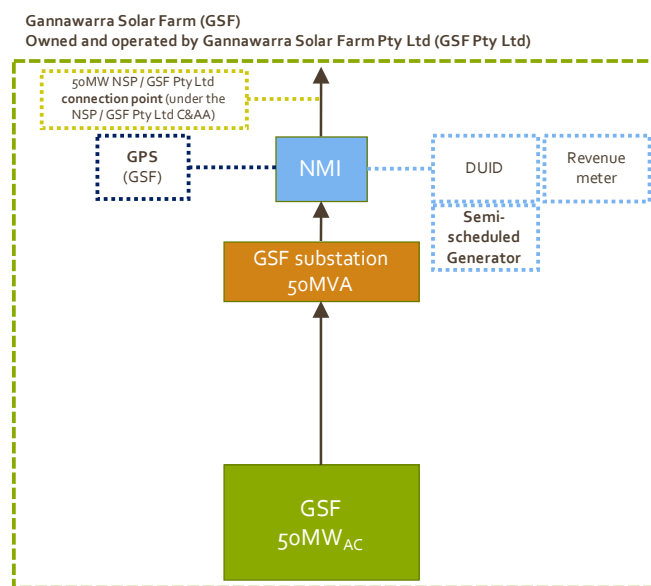 Gannawarra Solar Farm (GSF)
Owned and operated by Gannawarra Solar Farm Pty Ltd (GSF Pty Ltd)
50MW NSP / GSF Pty Ltd
connection point (under the
NSP / GSF Pty Ltd C&AA)
GPS
(GSF)
NMI
DUID
Revenue
meter
Semi-
scheduled
Generator
GSF substation
50MVA
GSF
50MWAC